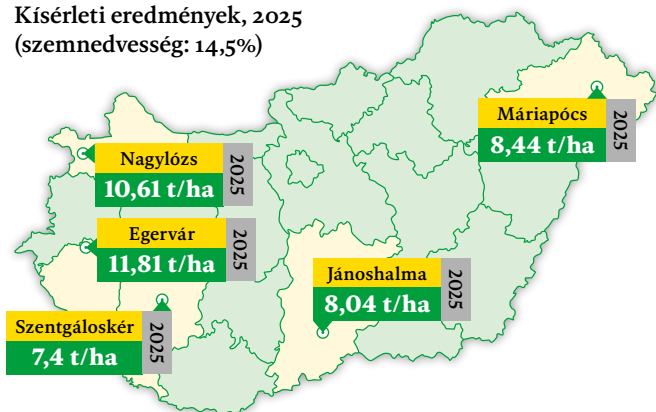 Kísérleti eredmények, 2025
(szemnedvesség: 14,5%)
Máriapócs
8,44 t/ha
2025
Nagylózs
10,61 t/ha
2025
Egervár
11,81 t/ha
2025
Jánoshalma
8,04 t/ha
2025
Szentgáloskér
7,4 t/ha
2025